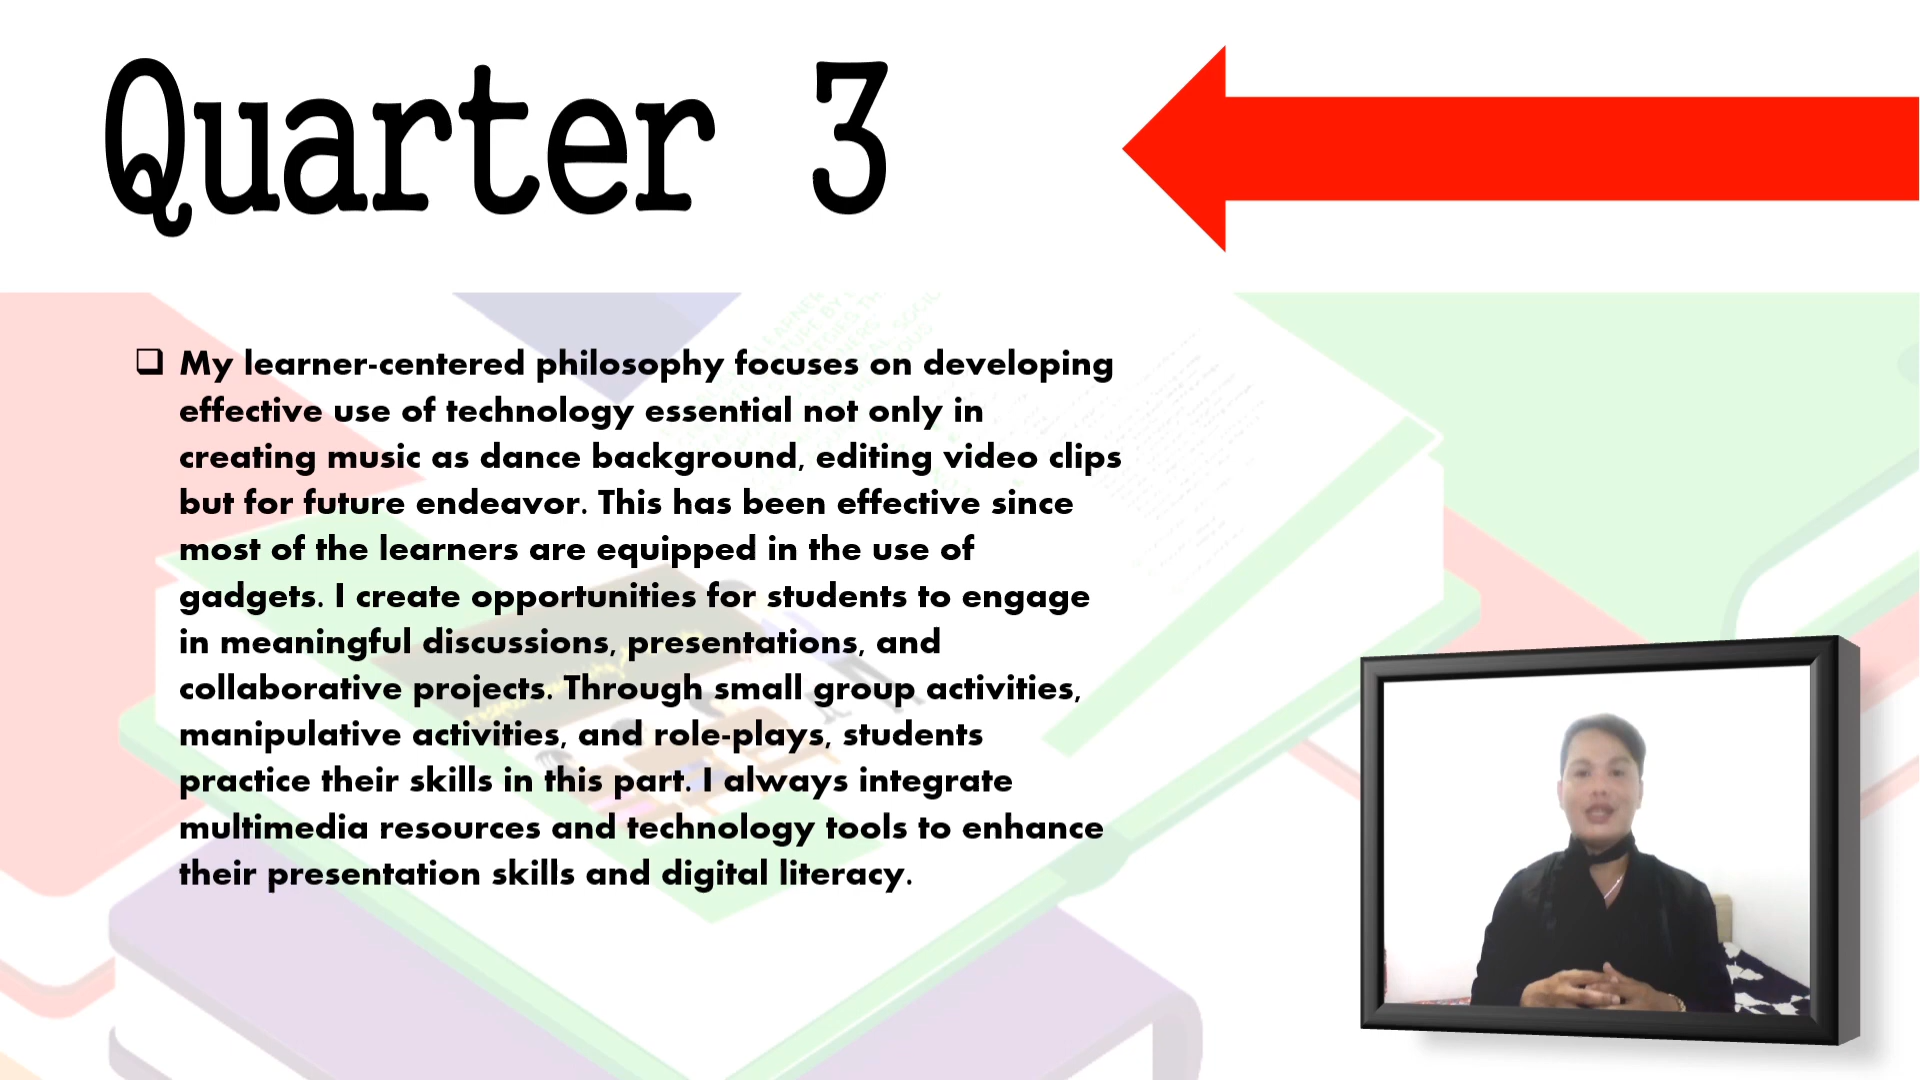 Quarter 3
❑ My learner-centered philosophy focuses on developing
effective use of technology essential not only in
creating music as dance background, editing video clips
but for future endeavor. This has been effective since
most of the learners are equipped in the use of
gadgets. I create opportunities for students to engage
in meaningful discussions, presentations, and
collaborative projects. Through small group activities,
manipulative activities, and role-plays, students
practice their skills in this part. I always integrate
multimedia resources and technology tools to enhance
their presentation skills and digital literacy.